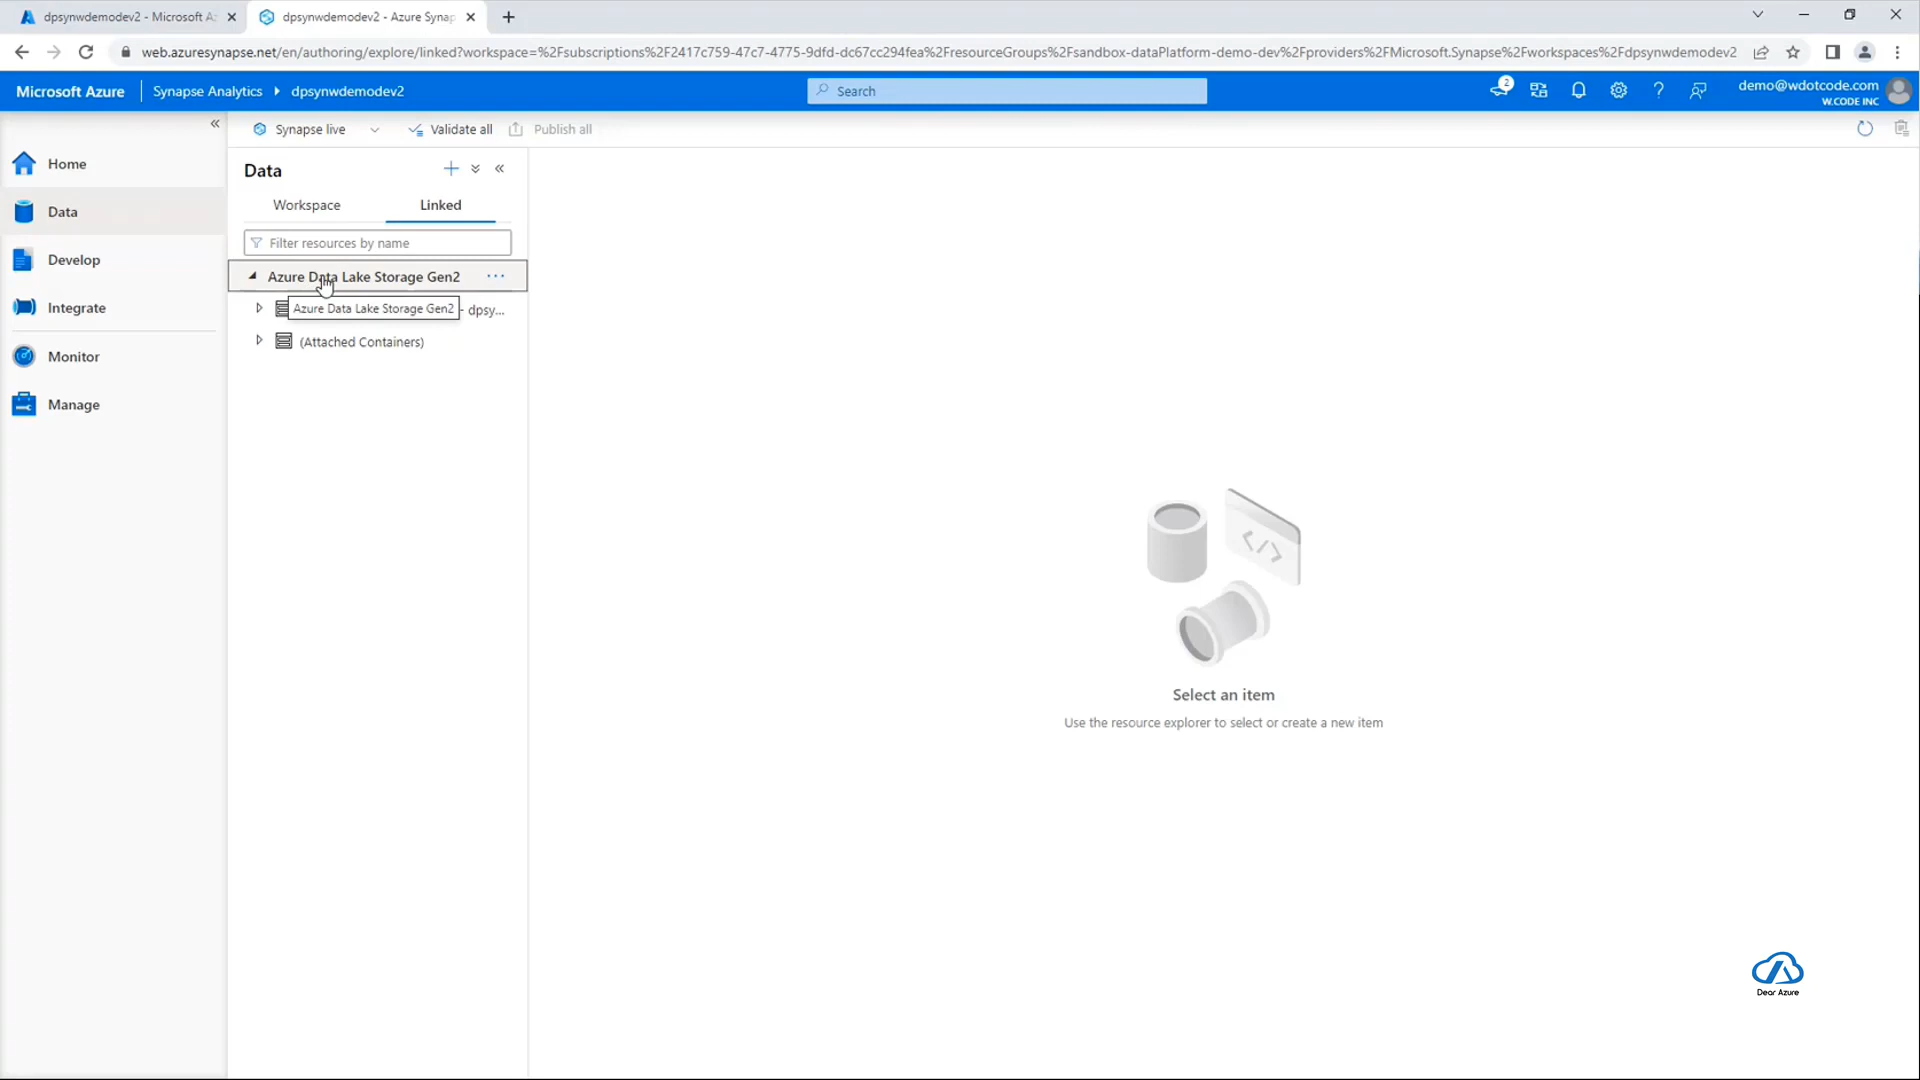 dpsynwdemodev2 - Microsoft A
dpsynwdemodev2 - Azure Synap
web.azuresynapse.net/en/authoring/explore/linked?workspace=%2Fsubscriptions%2F2417c759-47c7-4775-9dfd-dc67cc294fea%2FresourceGroups%2Fsandbox-dataPlatform-demo-dev%2Fproviders%2FMicrosoft.Synapse%2Fworkspaces%2Fdpsynwdemodev2
Microsoft Azure
Synapse Analytics
dpsynwdemodev2
Search
2
demo@wdotcode.com
W.CODE INC
Synapse live
Validate all
Publish all
Home
Data
Develop
Integrate
Monitor
Manage
Data
Workspace
Linked
Filter resources by name
Azure Data Lake Storage Gen2
Azure Data Lake Storage Gen2
- dpsy...
(Attached Containers)
Select an item
Use the resource explorer to select or create a new item
Dear Azure